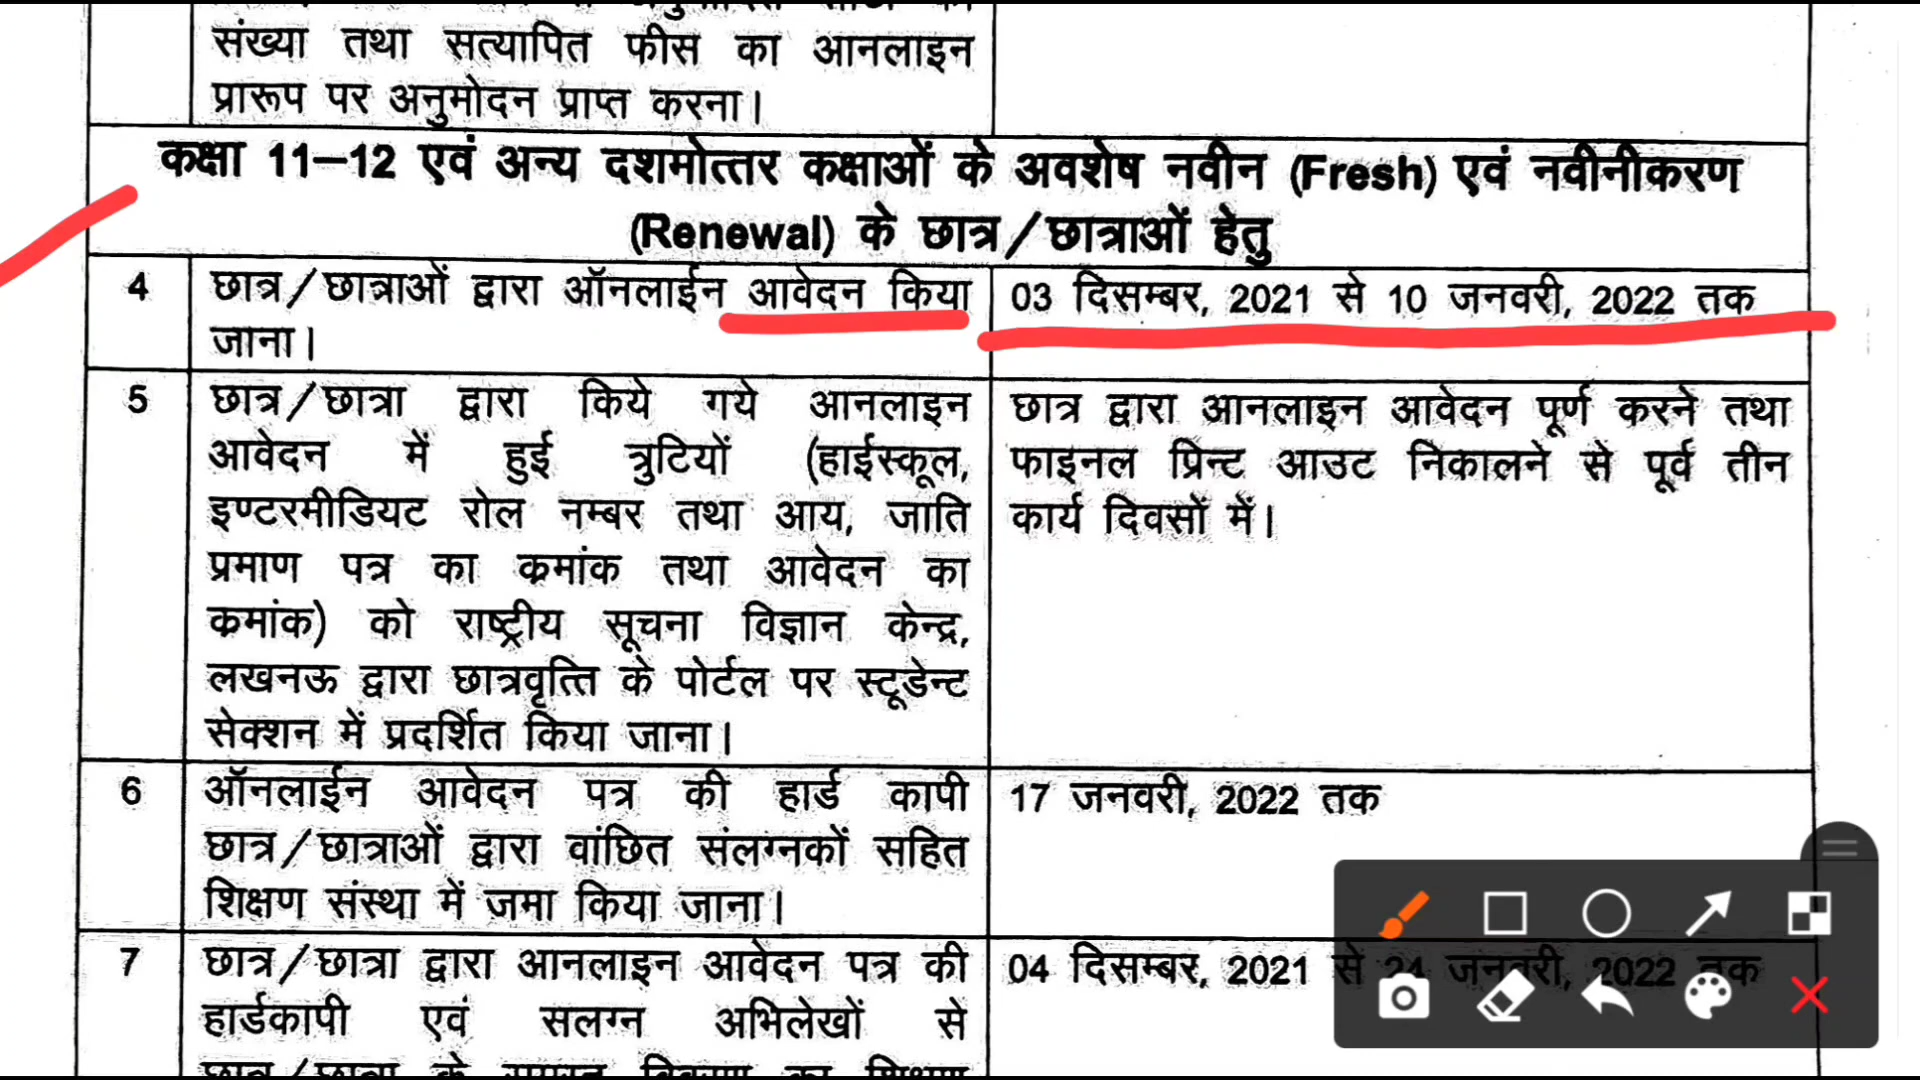 संख्या तथा सत्यापित फीस का आनलाइन
प्रारूप पर अनुमोदन प्राप्त करना।
कक्षा 11–12 एवं अन्य दशमोत्तर कक्षाओं के अवशेष नवीन (Fresh) एवं नवीनीकरण
(Renewal) के छात्र/छात्राओं हेतु
4 छात्र/छात्राओं द्वारा ऑनलाईन आवेदन किया 03 दिसम्बर, 2021 से 10 जनवरी, 2022 तक
जाना।
5 छात्र/छात्रा द्वारा किये गये आनलाइन छात्र द्वारा आनलाइन आवेदन पूर्ण करने तथा
आवेदन में हुई त्रुटियों (हाईस्कूल, फाइनल प्रिन्ट आउट निकालने से पूर्व तीन
इण्टरमीडियट रोल नम्बर तथा आय, जाति कार्य दिवसों में।
प्रमाण पत्र का क्रमांक तथा आवेदन का
क्रमांक) को राष्ट्रीय सूचना विज्ञान केन्द्र,
लखनऊ द्वारा छात्रवृत्ति के पोर्टल पर स्टूडेन्ट
सेक्शन में प्रदर्शित किया जाना।
6 ऑनलाईन आवेदन पत्र की हार्ड कापी 17 जनवरी, 2022 तक
छात्र/छात्राओं द्वारा वांछित संलग्नकों सहित
शिक्षण संस्था में जमा किया जाना।
7 छात्र/छात्रा द्वारा आनलाइन आवेदन पत्र की 04 दिसम्बर, 2021 से 24 जनवरी, 2022 तक
हार्डकापी एवं सलग्न अभिलेखों से